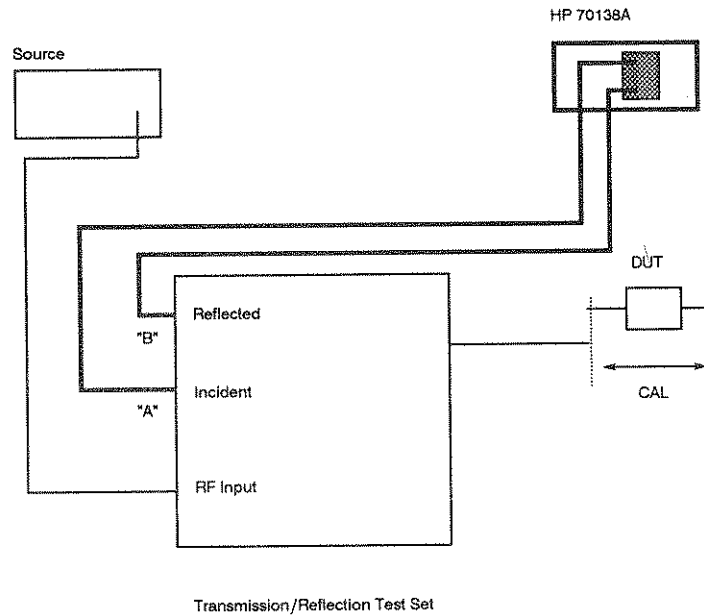 HP 70138A
Source
DUT
Reflected
"B"
Incident
CAL
"A"
RF Input
Transmission/Reflection Test Set